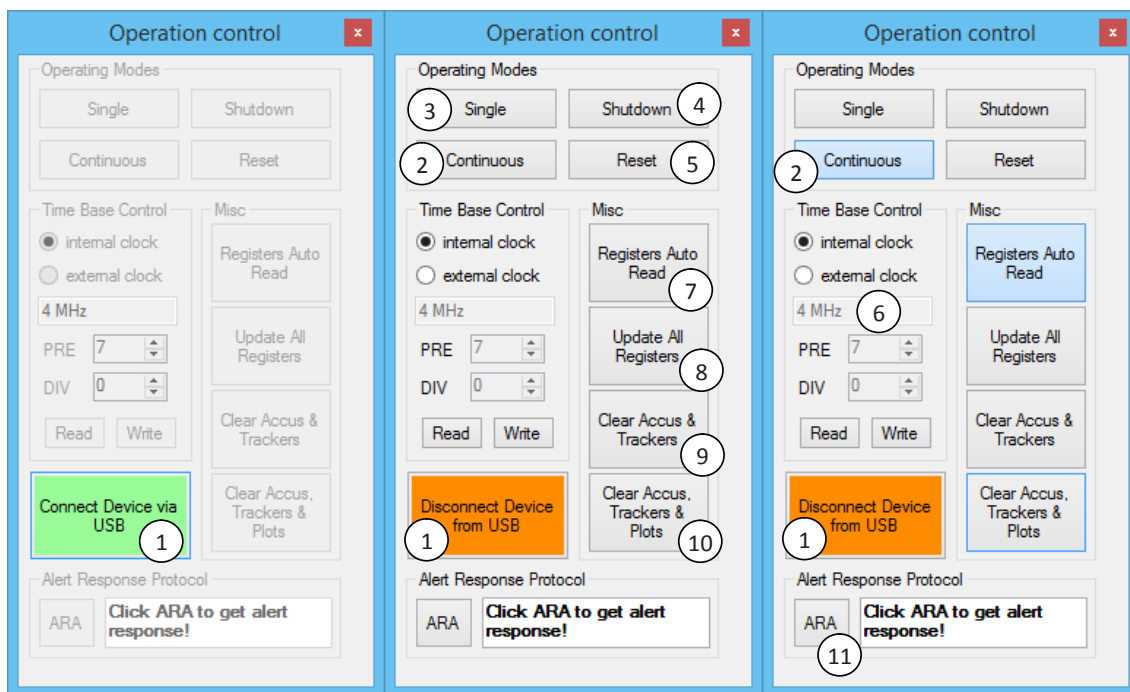 Operation control
x
Operating Modes
Single
Shutdown
Continuous
Reset
Time Base Control
internal clock
external clock
4 MHz
PRE
7
DIV
0
Read
Write
Misc
Registers Auto
Read
Update All
Registers
Clear Accus &
Trackers
Clear Accus,
Trackers &
Plots
Connect Device via
USB
1
Alert Response Protocol
ARA
Click ARA to get alert
response!
Operation control
x
Operating Modes
3
Single
Shutdown
4
2
Continuous
Reset
5
Time Base Control
internal clock
external clock
4 MHz
PRE
7
DIV
0
Read
Write
Misc
Registers Auto
Read
7
Update All
Registers
8
Clear Accus &
Trackers
9
Clear Accus,
Trackers &
Plots
10
Disconnect Device
from USB
1
Alert Response Protocol
ARA
Click ARA to get alert
response!
Operation control
x
Operating Modes
Single
Shutdown
2
Continuous
Reset
Time Base Control
internal clock
external clock
4 MHz
6
PRE
7
DIV
0
Read
Write
Misc
Registers Auto
Read
Update All
Registers
Clear Accus &
Trackers
Clear Accus,
Trackers &
Plots
Disconnect Device
from USB
1
Alert Response Protocol
ARA
11
Click ARA to get alert
response!